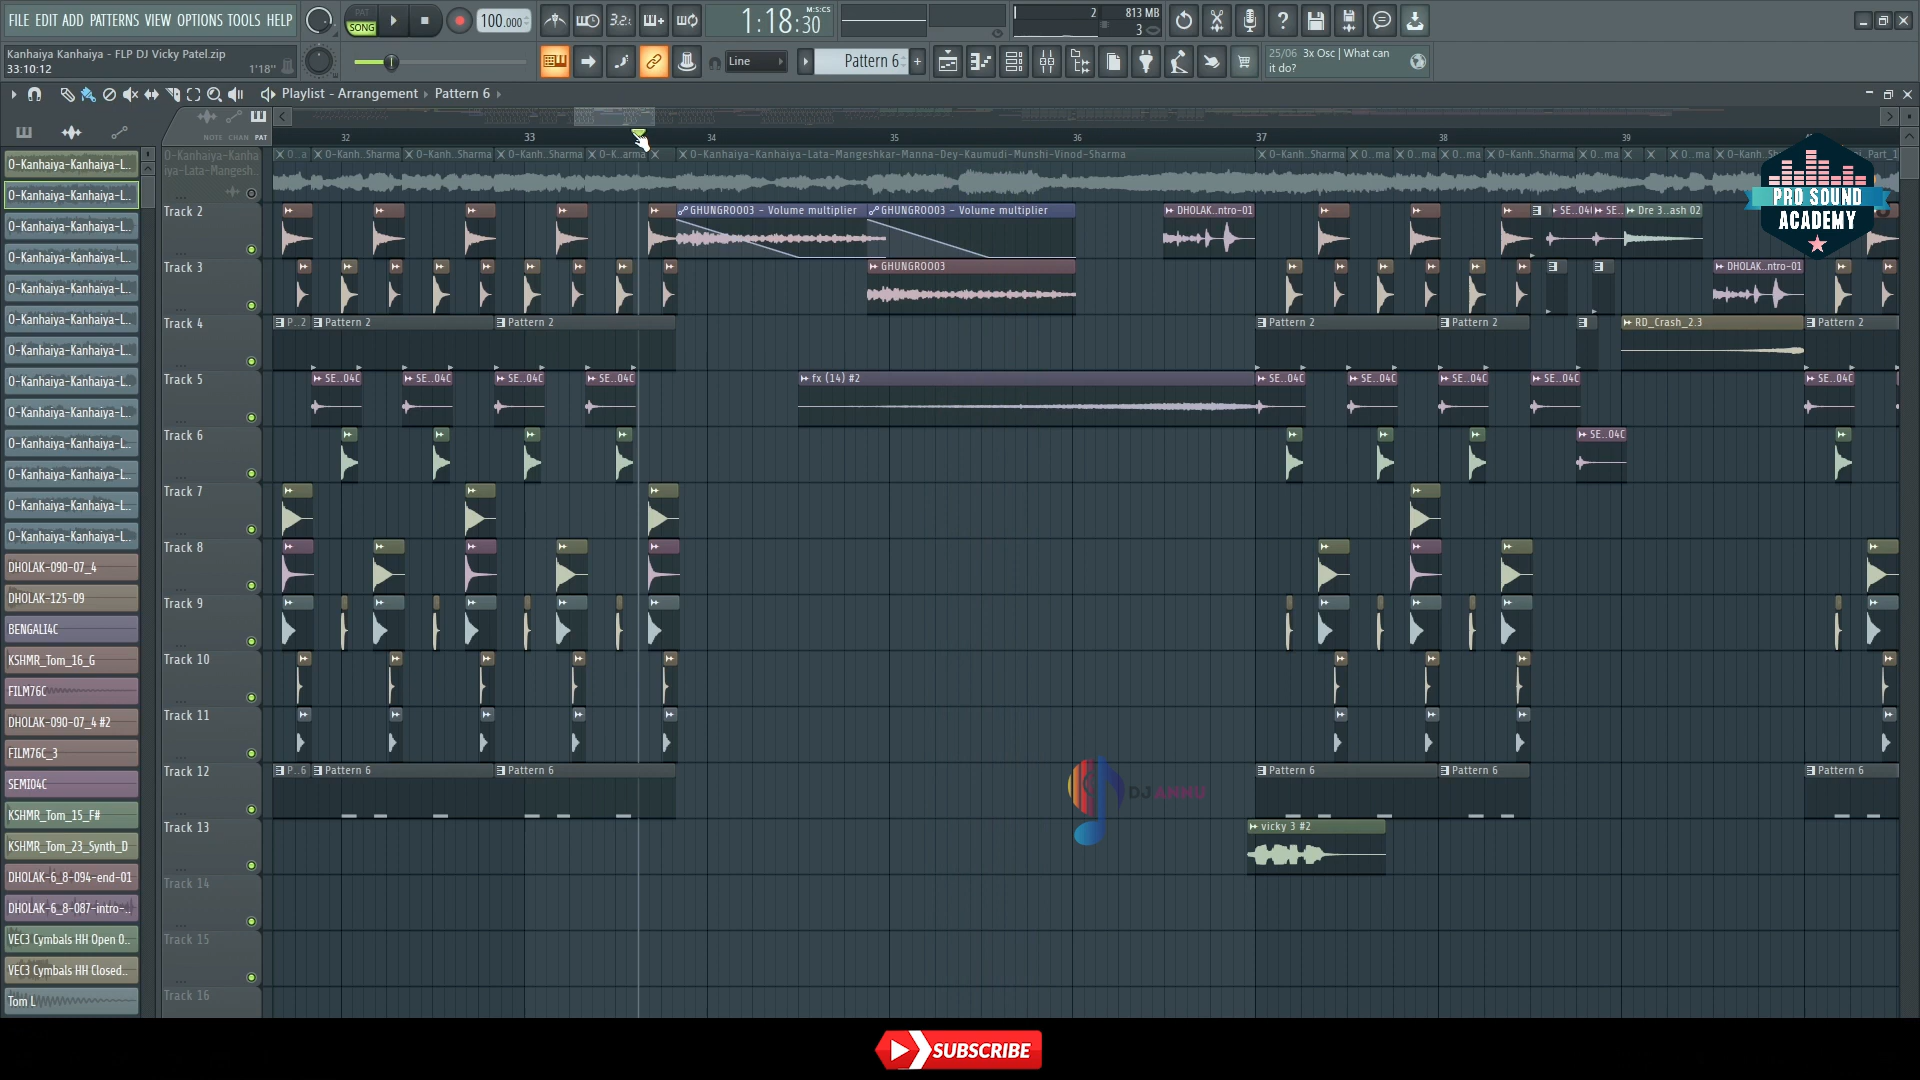 FILE EDIT ADD PATTERNS VIEW OPTIONS TOOLS HELP
PAT
SONG
100.000
3.2.:
1:18:30
M:S:CS
2
813 MB
3
Kanhaiya Kanhaiya - FLP DJ Vicky Patel.zip
33:10:12
1'18"
Line
Pattern 6
25/06 3x Osc | What can
it do?
Playlist - Arrangement
Pattern 6
NOTE CHAN PAT
32
33
34
35
36
37
38
39
O-Kanhaiya-Kanha
iya-Lata-Mangesh..
O-Kanh..Sharma
O-Kanh..Sharma
O-Kanh..Sharma
O-K..arma
O-Kanhaiya-Kanhaiya-Lata-Mangeshkar-Manna-Dey-Kaumudi-Munshi-Vinod-Sharma
O-Kanh..Sharma
O..ma
O..ma
O..ma
O-Kanh..Sharma
O..ma
O..ma
O-Kanh..
Part_1
PRO SOUND
ACADEMY
O-Kanhaiya-Kanhaiya-L..
O-Kanhaiya-Kanhaiya-L..
O-Kanhaiya-Kanhaiya-L..
O-Kanhaiya-Kanhaiya-L..
O-Kanhaiya-Kanhaiya-L..
O-Kanhaiya-Kanhaiya-L..
O-Kanhaiya-Kanhaiya-L..
O-Kanhaiya-Kanhaiya-L..
O-Kanhaiya-Kanhaiya-L..
O-Kanhaiya-Kanhaiya-L..
O-Kanhaiya-Kanhaiya-L..
O-Kanhaiya-Kanhaiya-L..
O-Kanhaiya-Kanhaiya-L..
DHOLAK-090-07_4
DHOLAK-125-09
BENGALI4C
KSHMR_Tom_16_G
FILM76C
DHOLAK-090-07_4 #2
FILM76C_3
SEMI04C
KSHMR_Tom_15_F#
KSHMR_Tom_23_Synth_D
DHOLAK-6_8-094-end-01
DHOLAK-6_8-087-intro-..
VEC3 Cymbals HH Open 0..
VEC3 Cymbals HH Closed..
Tom L
Track 2
GHUNGROO03 - Volume multiplier
GHUNGROO03 - Volume multiplier
DHOLAK..ntro-01
SE..04C
SE..
Dre 3..ash 02
Track 3
GHUNGROO03
DHOLAK..ntro-01
Track 4
P..2
Pattern 2
Pattern 2
Pattern 2
Pattern 2
RD_Crash_2.3
Pattern 2
Track 5
SE..04C
SE..04C
SE..04C
SE..04C
fx (14) #2
SE..04C
SE..04C
SE..04C
SE..04C
SE..04C
Track 6
SE..04C
Track 7
Track 8
Track 9
Track 10
Track 11
Track 12
P..6
Pattern 6
Pattern 6
Pattern 6
Pattern 6
Pattern 6
DJ ANNU
Track 13
vicky 3 #2
Track 14
Track 15
Track 16
SUBSCRIBE